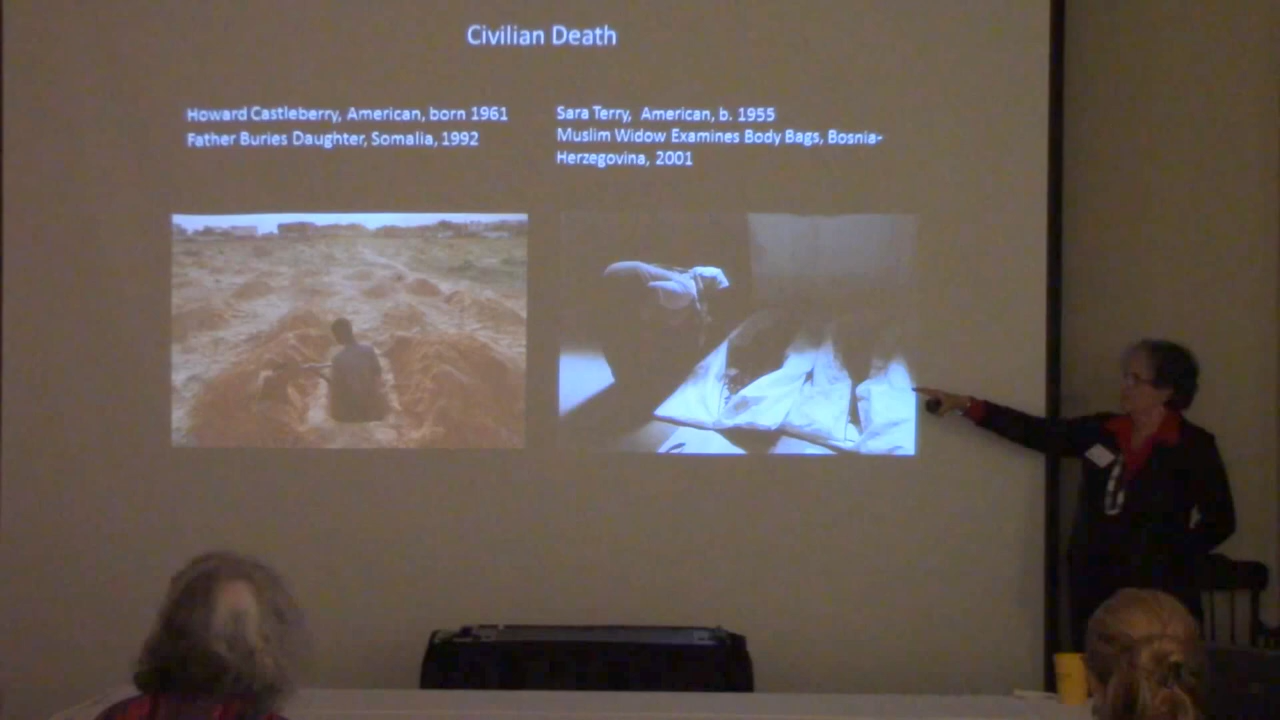 Civilian Death
Howard Castleberry, American, born 1961
Father Buries Daughter, Somalia, 1992
Sara Terry, American, b. 1955
Muslim Widow Examines Body Bags, Bosnia-
Herzegovina, 2001